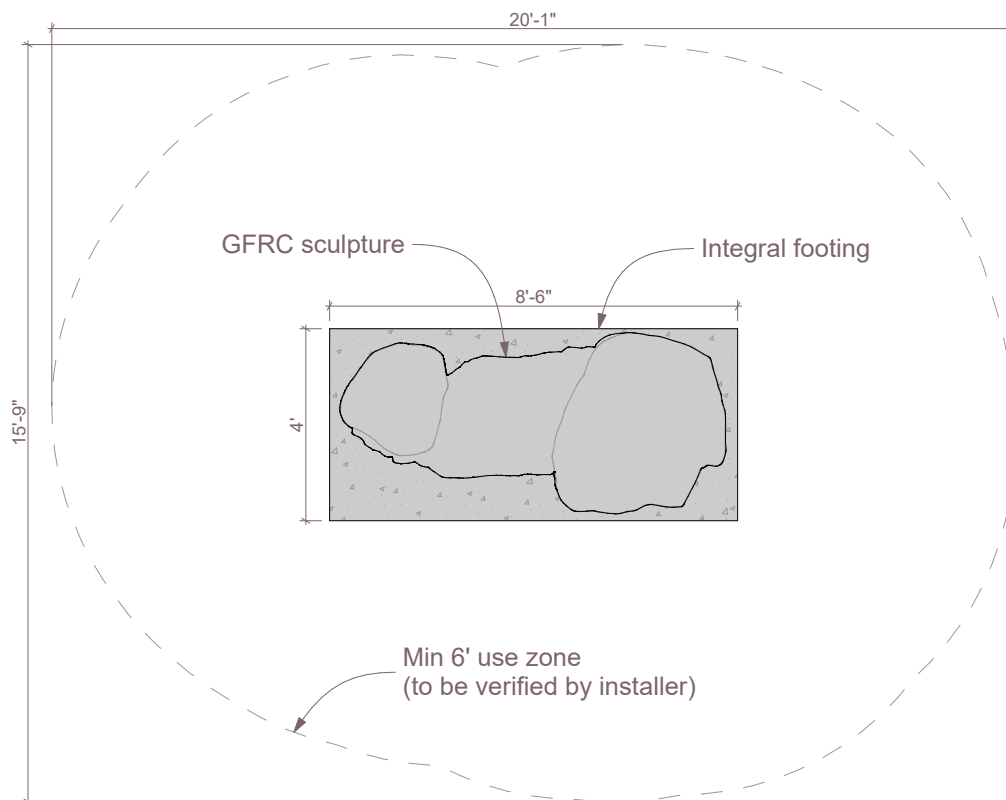 20'-1"
GFRC sculpture
Integral footing
8'-6"
15'-9"
4'
Min 6' use zone
(to be verified by installer)